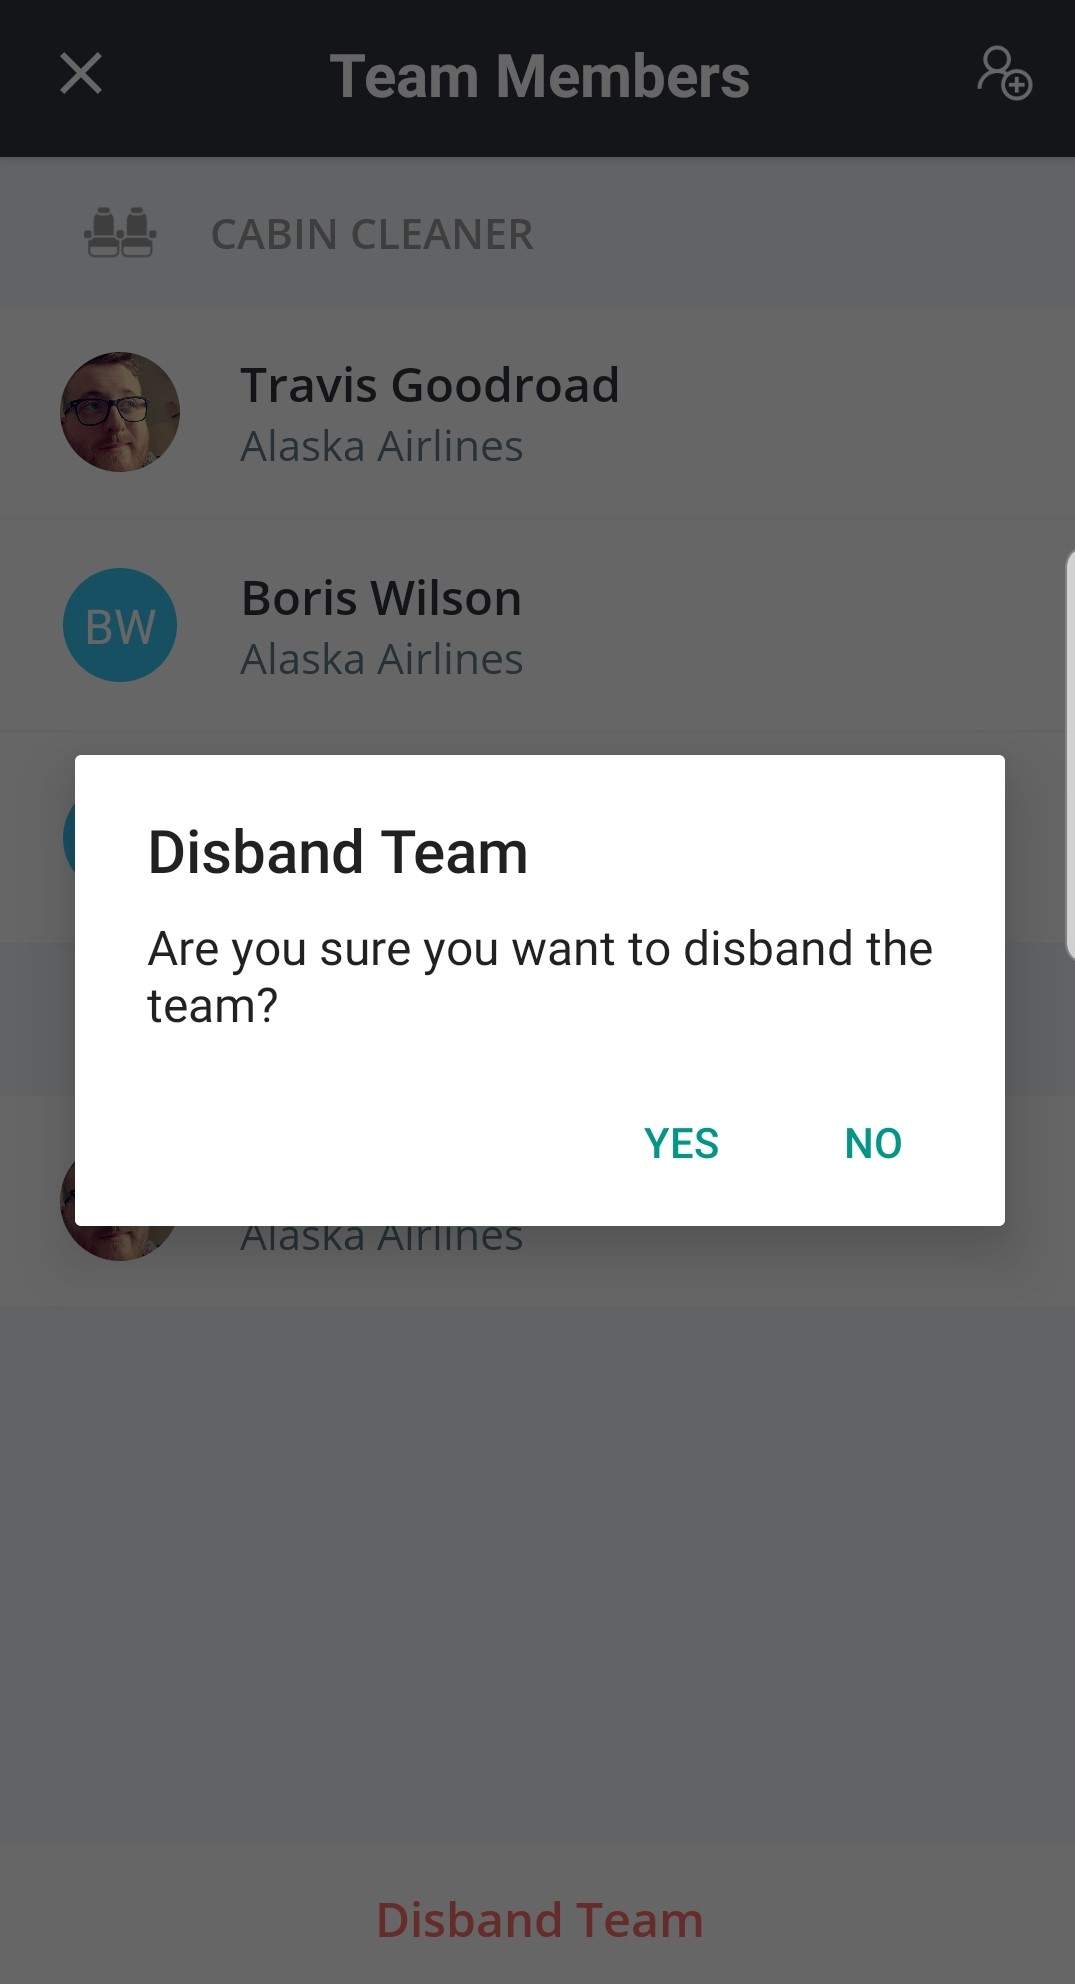 Team Members
CABIN CLEANER
Travis Goodroad
Alaska Airlines
BW
Boris Wilson
Alaska Airlines
Disband Team
Are you sure you want to disband the
team?
YES
NO
Alaska Airlines
Disband Team